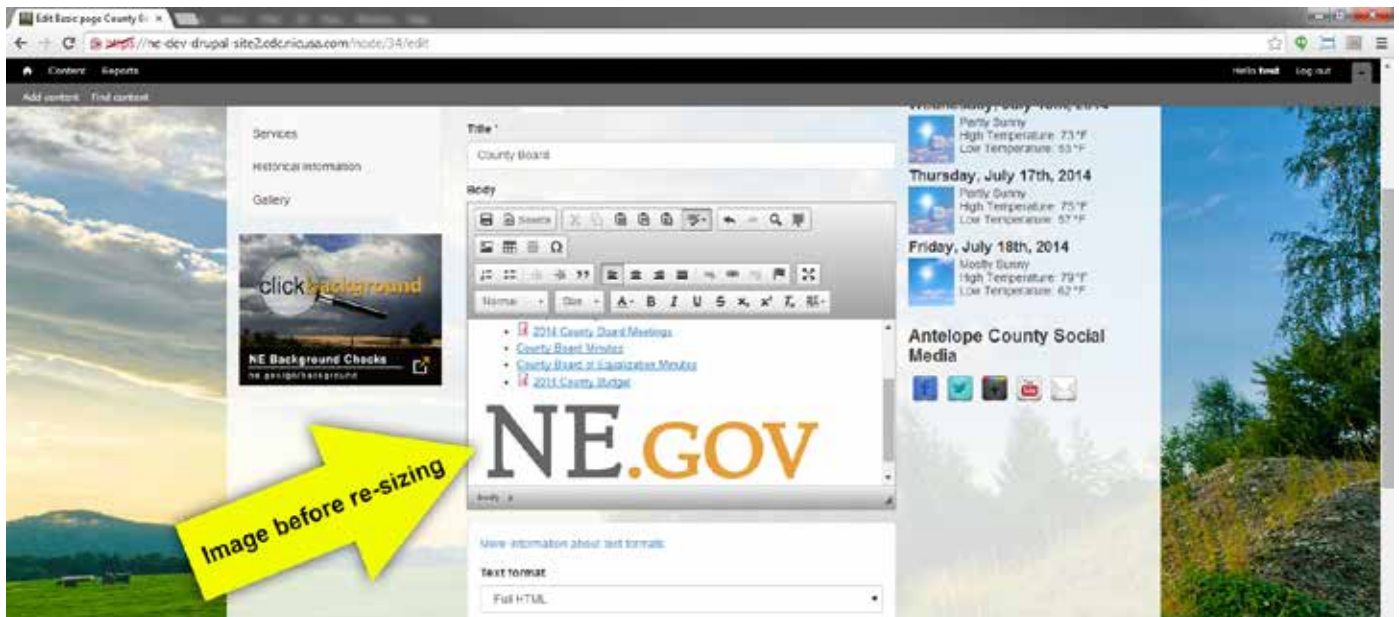 Edit Basic page County Bo
https://ne-dev-drupal-site2.cdc.nicusa.com/node/34/edit
Content Reports
Hello Log out
Add content Find content
Services
Historical Information
Gallery
clickbackground
NE Background Checks
ne.gov/go/background
Title *
County Board
Body
Source
Normal
Size
2014 County Board Meetings
County Board Minutes
County Board of Equalization Minutes
2014 County Budget
NE.GOV
body p
More information about text formats
Text format
Full HTML
Wednesday, July 16th, 2014
Partly Sunny
High Temperature: 73 °F
Low Temperature: 53 °F
Thursday, July 17th, 2014
Partly Sunny
High Temperature: 75 °F
Low Temperature: 57 °F
Friday, July 18th, 2014
Mostly Sunny
High Temperature: 79 °F
Low Temperature: 62 °F
Antelope County Social
Media
Image before re-sizing